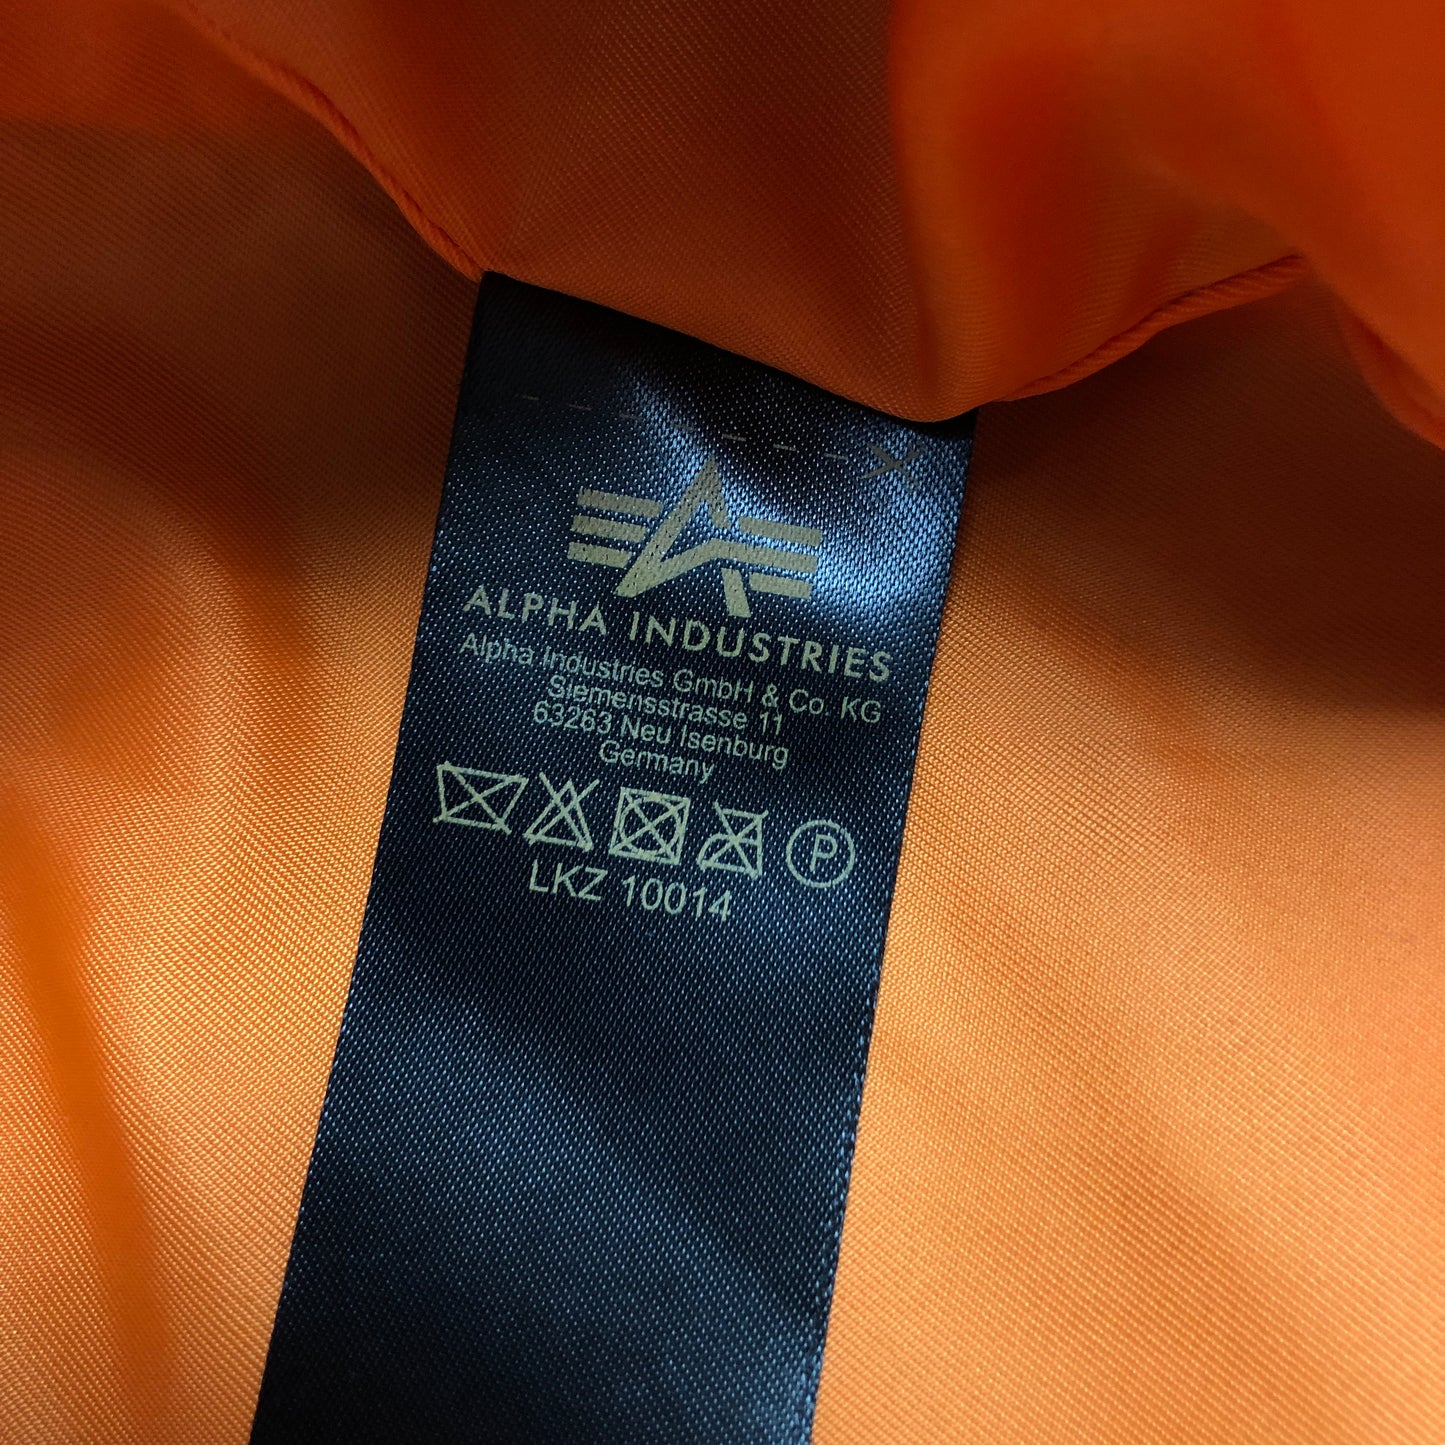 ALPHA INDUSTRIES
Alpha Industries GmbH & Co. KG
Siemensstrasse 11
63263 Neu Isenburg
Germany
P
LKZ 10014